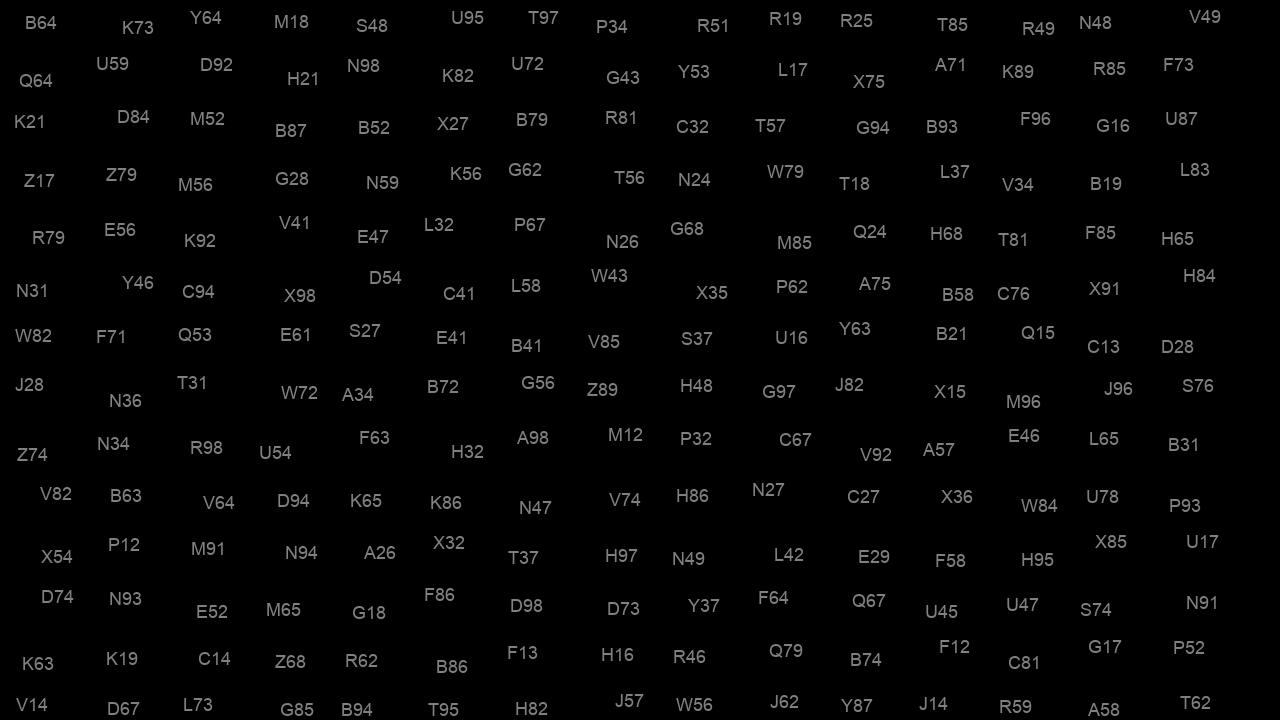 B64 K73 Y64 M18 S48 U95 T97 P34 R51 R19 R25 T85 R49 N48 V49
Q64 U59 D92 H21 N98 K82 U72 G43 Y53 L17 X75 A71 K89 R85 F73
K21 D84 M52 B87 B52 X27 B79 R81 C32 T57 G94 B93 F96 G16 U87
Z17 Z79 M56 G28 N59 K56 G62 T56 N24 W79 T18 L37 V34 B19 L83
R79 E56 K92 V41 E47 L32 P67 N26 G68 M85 Q24 H68 T81 F85 H65
N31 Y46 C94 X98 D54 C41 L58 W43 X35 P62 A75 B58 C76 X91 H84
W82 F71 Q53 E61 S27 E41 B41 V85 S37 U16 Y63 B21 Q15 C13 D28
J28 N36 T31 W72 A34 B72 G56 Z89 H48 G97 J82 X15 M96 J96 S76
Z74 N34 R98 U54 F63 H32 A98 M12 P32 C67 V92 A57 E46 L65 B31
V82 B63 V64 D94 K65 K86 N47 V74 H86 N27 C27 X36 W84 U78 P93
X54 P12 M91 N94 A26 X32 T37 H97 N49 L42 E29 F58 H95 X85 U17
D74 N93 E52 M65 G18 F86 D98 D73 Y37 F64 Q67 U45 U47 S74 N91
K63 K19 C14 Z68 R62 B86 F13 H16 R46 Q79 B74 F12 C81 G17 P52
V14 D67 L73 G85 B94 T95 H82 J57 W56 J62 Y87 J14 R59 A58 T62